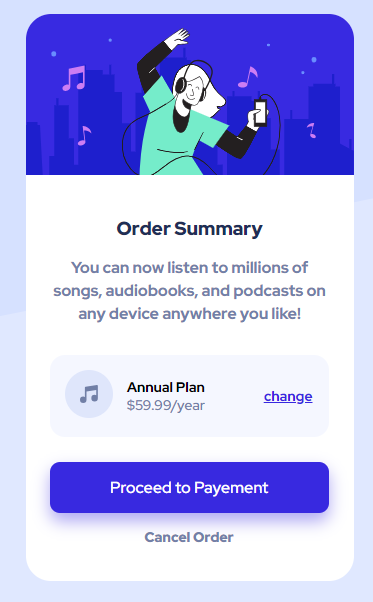 Order Summary
You can now listen to millions of
songs, audiobooks, and podcasts on
any device anywhere you like!
Annual Plan
$59.99/year
change
Proceed to Payement
Cancel Order